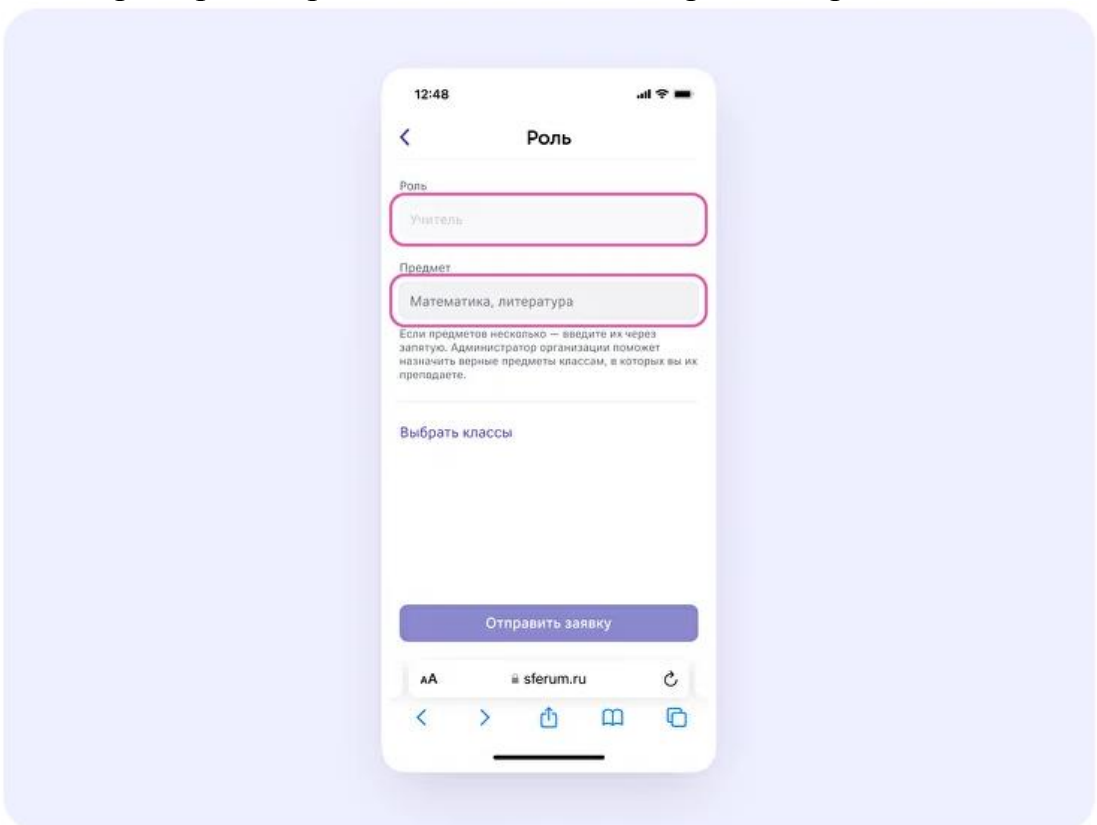 12:48
Роль
Роль
Учитель
Предмет
Математика, литература
Если предметов несколько — введите их через
запятую. Администратор организации поможет
назначить верные предметы классам, в которых вы их
преподаете.
Выбрать классы
Отправить заявку
AA
sferum.ru